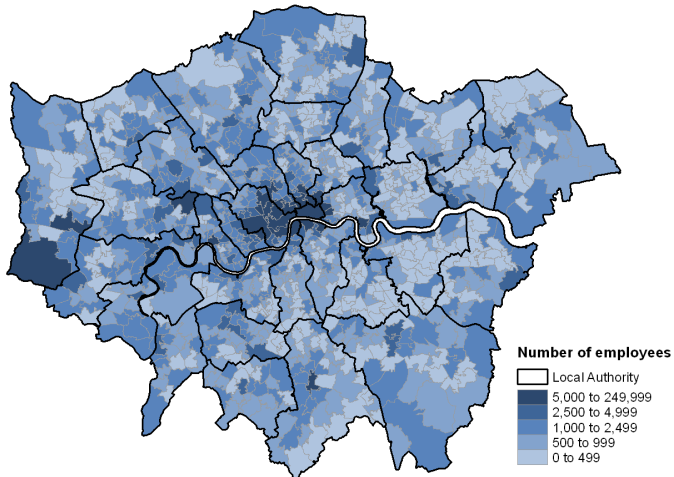 Number of employees
Local Authority
5,000 to 249,999
2,500 to 4,999
1,000 to 2,499
500 to 999
0 to 499